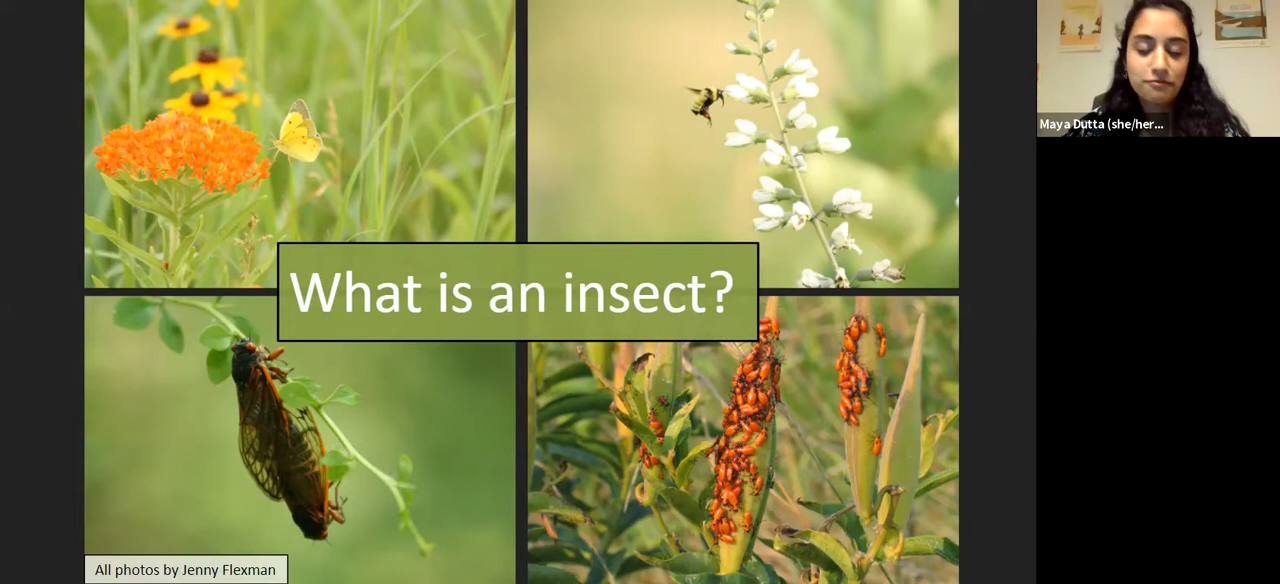 Maya Dutta (she/her...
What is an insect?
All photos by Jenny Flexman